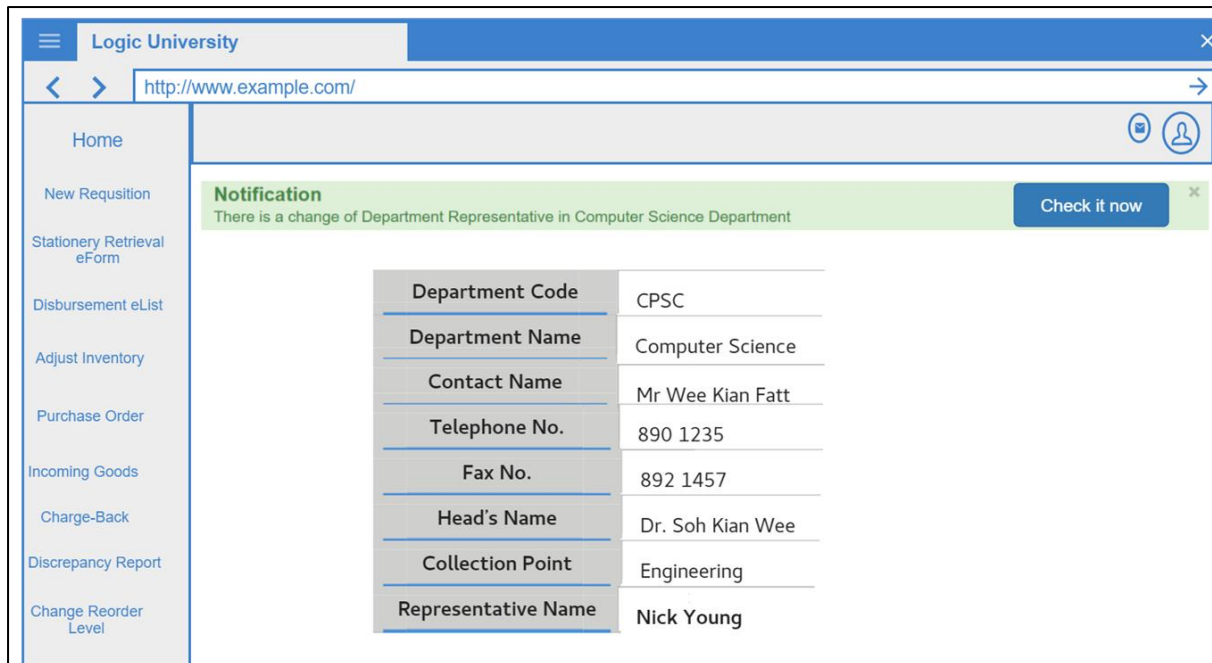 Logic University
http://www.example.com/
Home
New Requsition
Stationery Retrieval
eForm
Disbursement eList
Adjust Inventory
Purchase Order
Incoming Goods
Charge-Back
Discrepancy Report
Change Reorder
Level
Notification
There is a change of Department Representative in Computer Science Department
Check it now
Department Code CPSC
Department Name Computer Science
Contact Name Mr Wee Kian Fatt
Telephone No. 890 1235
Fax No. 892 1457
Head's Name Dr. Soh Kian Wee
Collection Point Engineering
Representative Name Nick Young